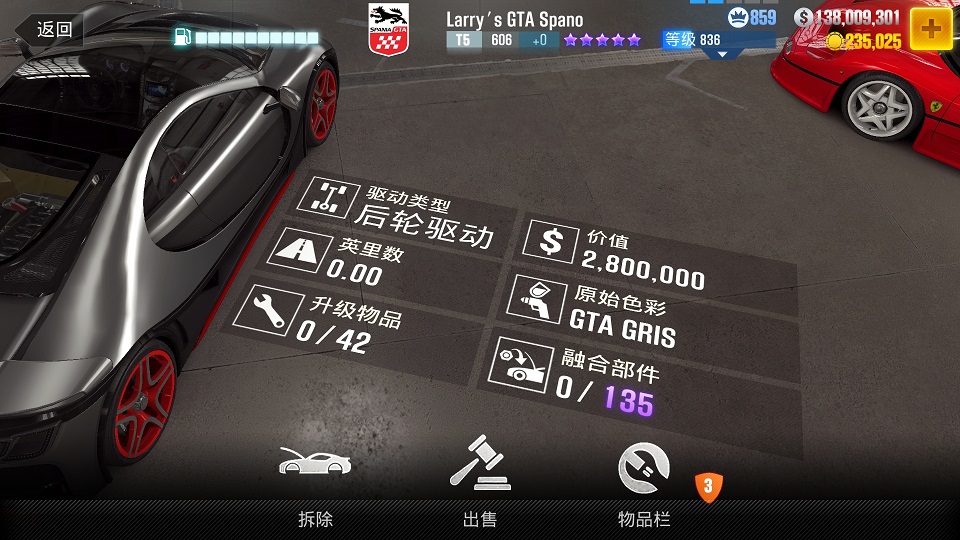 返回
SPANIA GTA
Larry's GTA Spano
T5 606 +0
等级 836
859
138,009,301
235,025
驱动类型
后轮驱动
英里数
0.00
升级物品
0/42
价值
2,800,000
原始色彩
GTA GRIS
融合部件
0/135
拆除
出售
物品栏
3